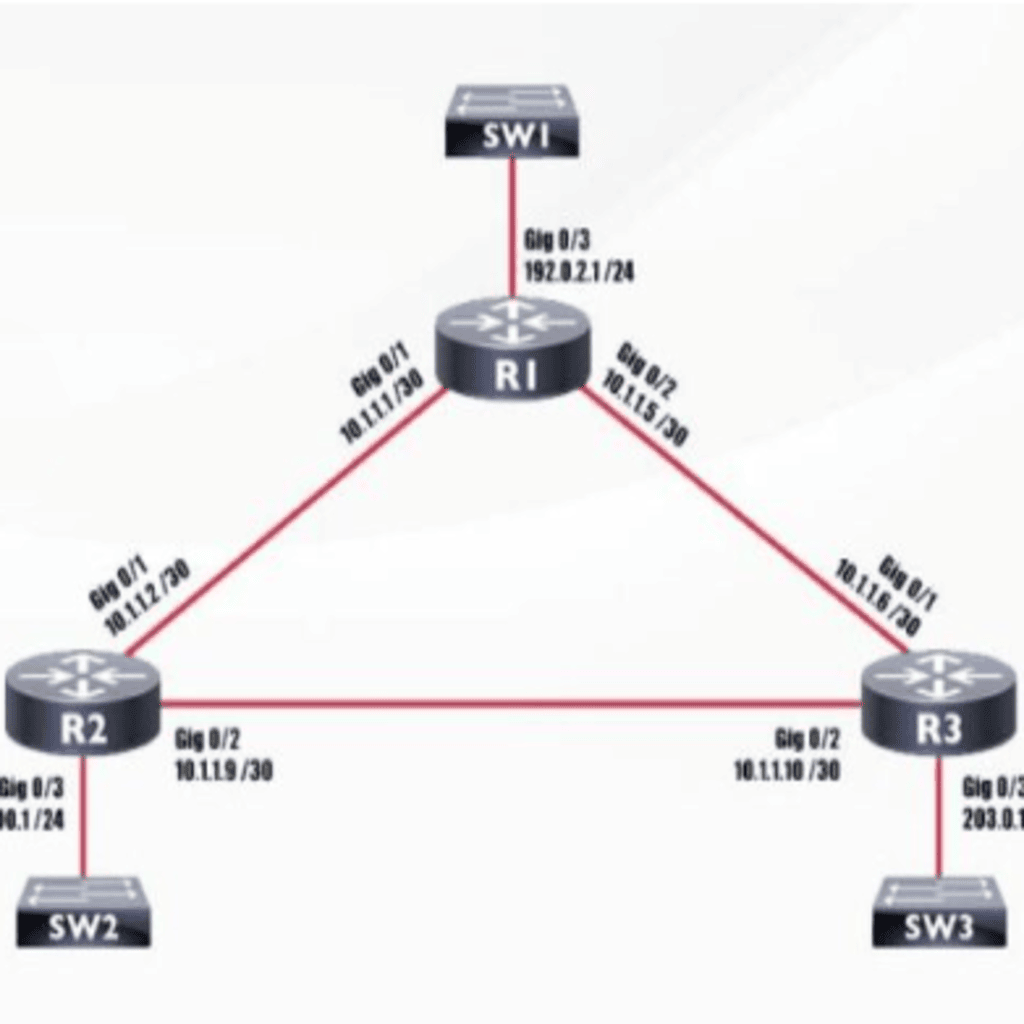 SW1
Gig 0/3
192.0.2.1 /24
R1
Gig 0/1
10.1.1.1 /30
Gig 0/2
10.1.1.5 /30
Gig 0/1
10.1.1.2 /30
Gig 0/1
10.1.1.6 /30
R2
R3
Gig 0/2
10.1.1.9 /30
Gig 0/2
10.1.1.10 /30
Gig 0/3
0.1 /24
Gig 0/3
203.0.1
SW2
SW3